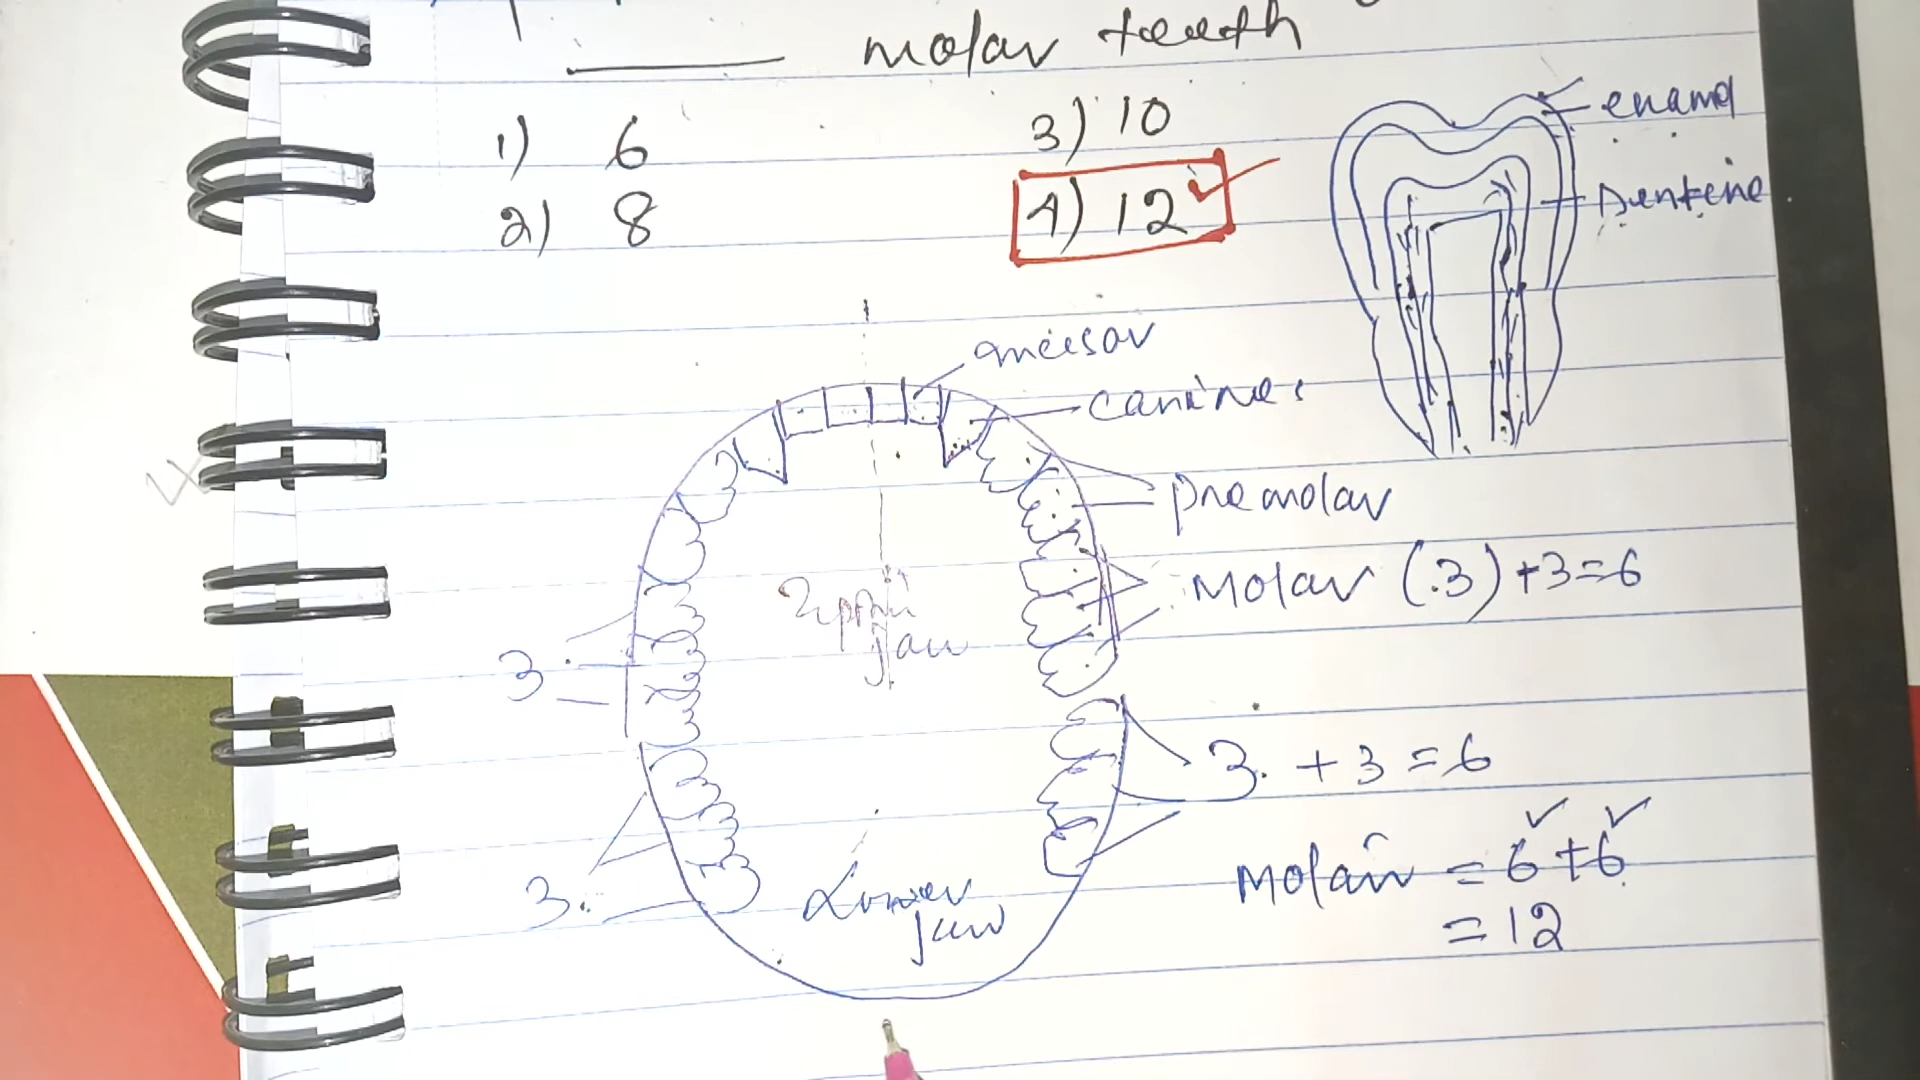 molar teeth
1) 6
3) 10
2) 8
4) 12
enamel
Dentine
incisor
canines
premolar
Molar (3)+3=6
upper
jaw
3
3. + 3 = 6
3.
Molar = 6+6
= 12
Lower
jaw